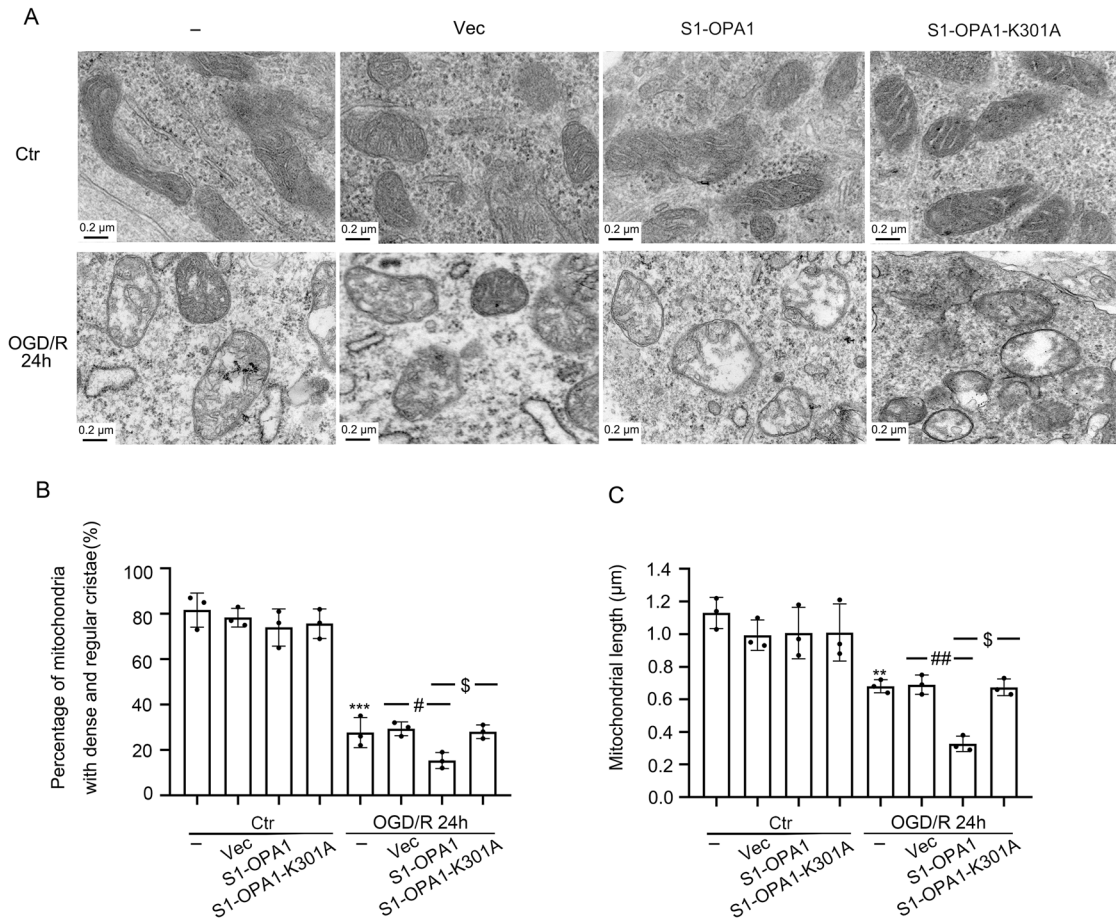 A
– Vec S1-OPA1 S1-OPA1-K301A
Ctr
0.2 μm 0.2 μm 0.2 μm 0.2 μm
OGD/R
24h
0.2 μm 0.2 μm 0.2 μm 0.2 μm
B
Percentage of mitochondria
with dense and regular cristae(%)
100
80
60
40
20
0
*** # $
Ctr OGD/R 24h
– Vec S1-OPA1 S1-OPA1-K301A – Vec S1-OPA1 S1-OPA1-K301A
C
Mitochondrial length (μm)
1.4
1.2
1.0
0.8
0.6
0.4
0.2
0.0
** ## $
Ctr OGD/R 24h
– Vec S1-OPA1 S1-OPA1-K301A – Vec S1-OPA1 S1-OPA1-K301A